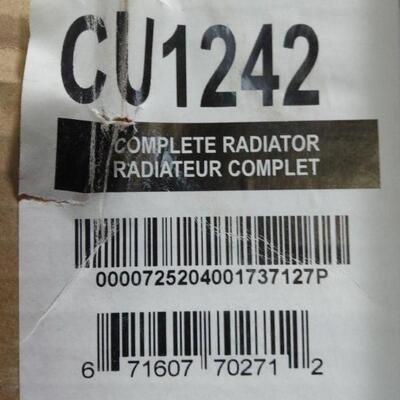 CU1242
COMPLETE RADIATOR
RADIATEUR COMPLET
0000725204001737127P
6 71607 70271 2